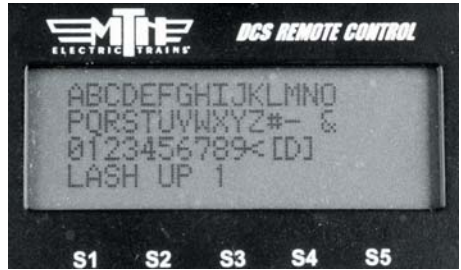 MTH DCS REMOTE CONTROL
ELECTRIC TRAINS
ABCDEFGHIJKLMNO
PQRSTUVWXYZ#- &
0123456789<[D]
LASH UP 1
S1 S2 S3 S4 S5